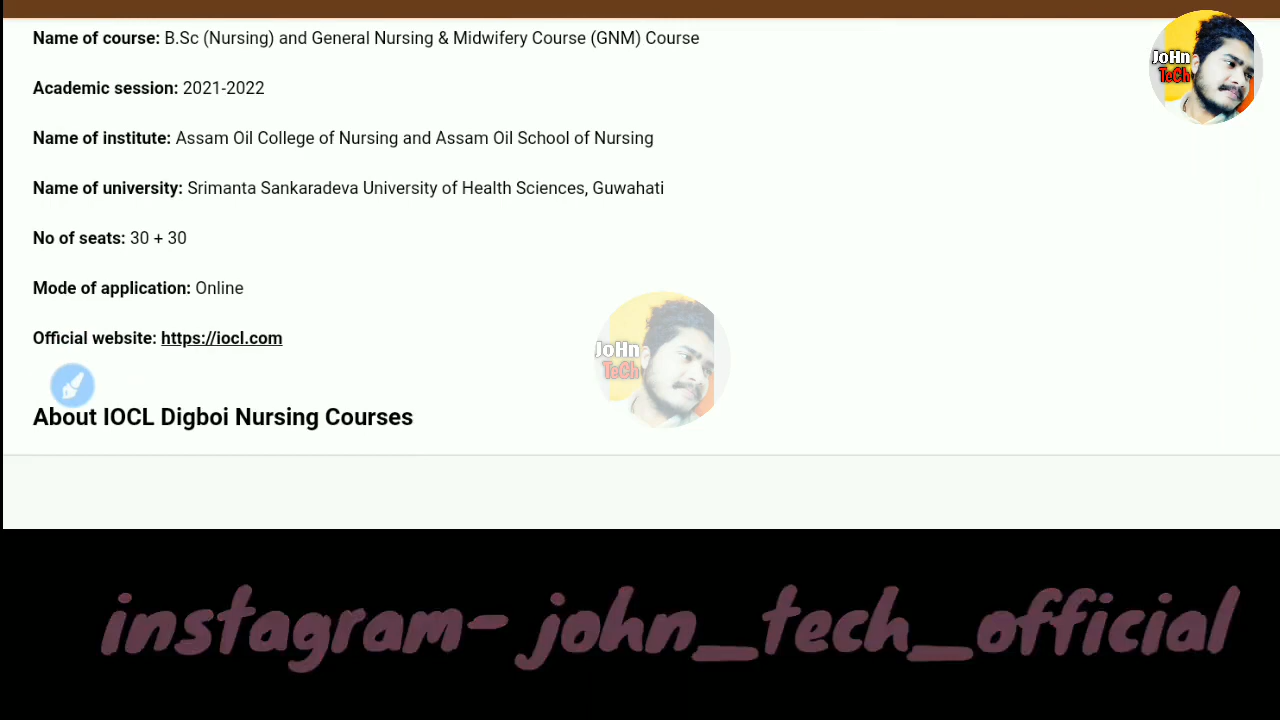 Name of course: B.Sc (Nursing) and General Nursing & Midwifery Course (GNM) Course
JoHn
TeCh
Academic session: 2021-2022
Name of institute: Assam Oil College of Nursing and Assam Oil School of Nursing
Name of university: Srimanta Sankaradeva University of Health Sciences, Guwahati
No of seats: 30 + 30
Mode of application: Online
Official website: https://iocl.com
JoHn
TeCh
About IOCL Digboi Nursing Courses
instagram- john_tech_official